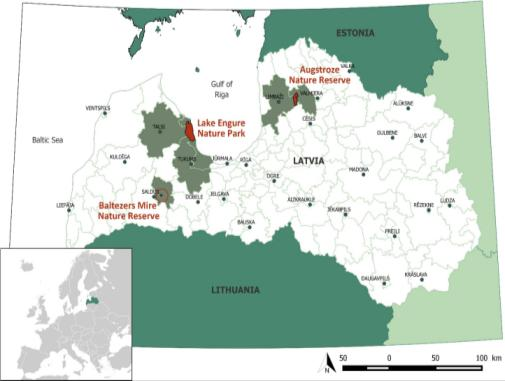 ESTONIA
VALKA
Augstroze
Nature Reserve
Gulf of
Riga
LIMBAŽI
VALMIERA
VENTSPILS
ALŪKSNE
CĒSIS
Lake Engure
Nature Park
TALSI
Baltic Sea
GULBENE
BALVI
KULDĪGA
TUKUMS
JŪRMALA
RĪGA
LATVIA
MADONA
OGRE
SALDUS
DOBELE
JELGAVA
AIZKRAUKLE
LIEPĀJA
Baltezers Mire
Nature Reserve
JĒKABPILS
RĒZEKNE
LUDZA
BAUSKA
PREIĻI
DAUGAVPILS
KRĀSLAVA
LITHUANIA
N
50 0 50 100 km